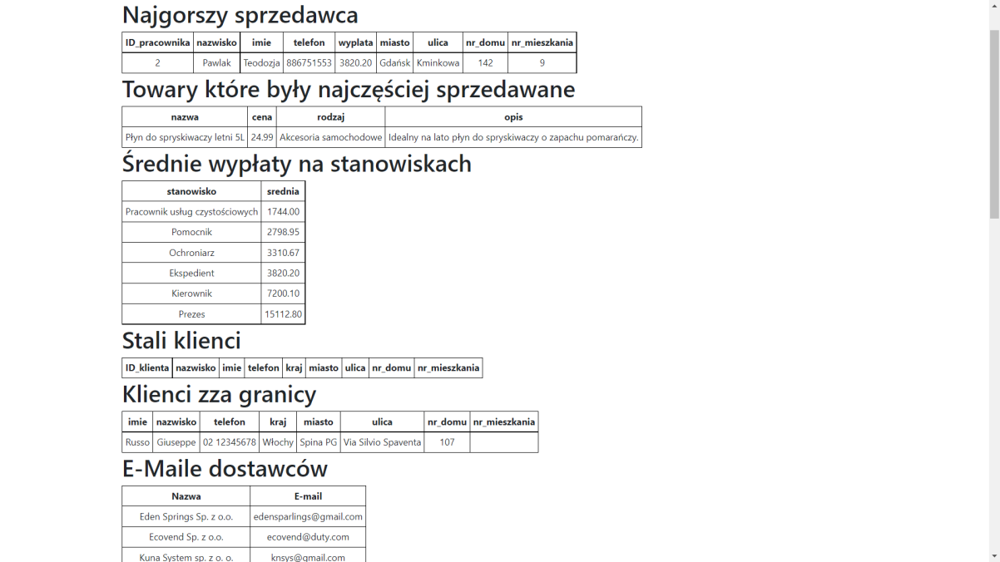 Najgorszy sprzedawca
ID_pracownika nazwisko imie telefon wyplata miasto ulica nr_domu nr_mieszkania
2 Pawlak Teodozja 886751553 3820.20 Gdańsk Kminkowa 142 9
Towary które były najczęściej sprzedawane
nazwa cena rodzaj opis
Płyn do spryskiwaczy letni 5L 24.99 Akcesoria samochodowe Idealny na lato płyn do spryskiwaczy o zapachu pomarańczy.
Średnie wypłaty na stanowiskach
stanowisko srednia
Pracownik usług czystościowych 1744.00
Pomocnik 2798.95
Ochroniarz 3310.67
Ekspedient 3820.20
Kierownik 7200.10
Prezes 15112.80
Stali klienci
ID_klienta nazwisko imie telefon kraj miasto ulica nr_domu nr_mieszkania
Klienci zza granicy
imie nazwisko telefon kraj miasto ulica nr_domu nr_mieszkania
Russo Giuseppe 02 12345678 Włochy Spina PG Via Silvio Spaventa 107
E-Maile dostawców
Nazwa E-mail
Eden Springs Sp. z o.o. edensparlings@gmail.com
Ecovend Sp. z o.o. ecovend@duty.com
Kuna System sp. z o. o. knsys@gmail.com